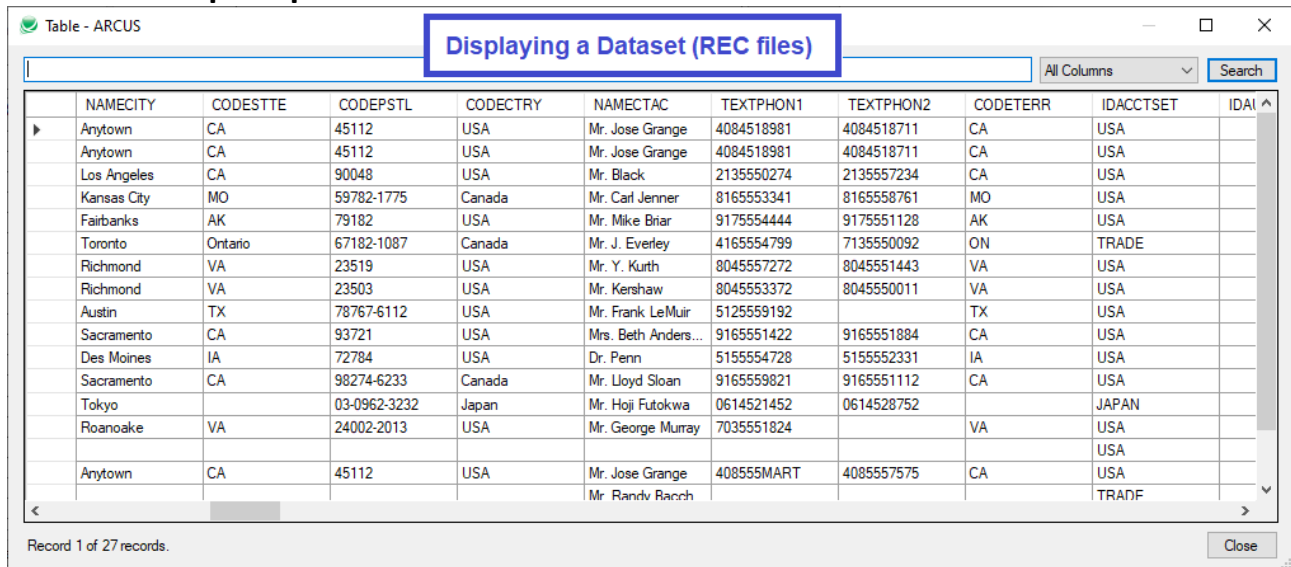 Table - ARCUS
Displaying a Dataset (REC files)
All Columns Search
NAMECITY CODESTTE CODEPSTL CODECTRY NAMECTAC TEXTPHON1 TEXTPHON2 CODETERR IDACCTSET
Anytown CA 45112 USA Mr. Jose Grange 4084518981 4084518711 CA USA
Anytown CA 45112 USA Mr. Jose Grange 4084518981 4084518711 CA USA
Los Angeles CA 90048 USA Mr. Black 2135550274 2135557234 CA USA
Kansas City MO 59782-1775 Canada Mr. Carl Jenner 8165553341 8165558761 MO USA
Fairbanks AK 79182 USA Mr. Mike Briar 9175554444 9175551128 AK USA
Toronto Ontario 67182-1087 Canada Mr. J. Everley 4165554799 7135550092 ON TRADE
Richmond VA 23519 USA Mr. Y. Kurth 8045557272 8045551443 VA USA
Richmond VA 23503 USA Mr. Kershaw 8045553372 8045550011 VA USA
Austin TX 78767-6112 USA Mr. Frank LeMuir 5125559192 TX USA
Sacramento CA 93721 USA Mrs. Beth Anders... 9165551422 9165551884 CA USA
Des Moines IA 72784 USA Dr. Penn 5155554728 5155552331 IA USA
Sacramento CA 98274-6233 Canada Mr. Lloyd Sloan 9165559821 9165551112 CA USA
Tokyo 03-0962-3232 Japan Mr. Hoji Futokwa 0614521452 0614528752 JAPAN
Roanoake VA 24002-2013 USA Mr. George Murray 7035551824 VA USA
USA
Anytown CA 45112 USA Mr. Jose Grange 408555MART 4085557575 CA USA
Mr. Randy Bacch TRADE
Record 1 of 27 records. Close